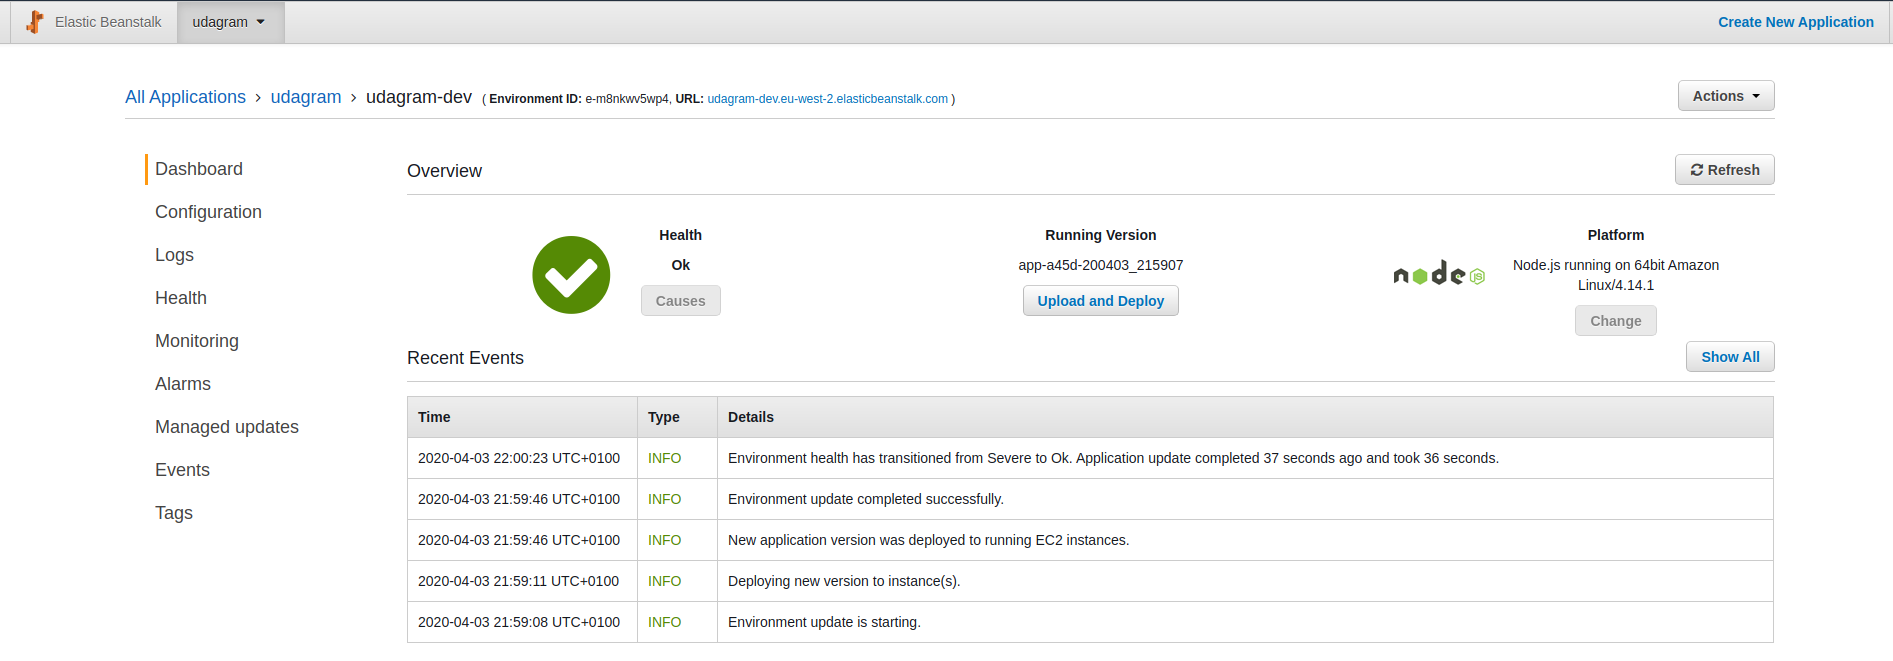 Elastic Beanstalk udagram Create New Application
All Applications › udagram › udagram-dev ( Environment ID: e-m8nkwv5wp4, URL: udagram-dev.eu-west-2.elasticbeanstalk.com ) Actions
Dashboard
Configuration
Logs
Health
Monitoring
Alarms
Managed updates
Events
Tags
Overview Refresh
Health
Ok
Causes
Running Version
app-a45d-200403_215907
Upload and Deploy
node JS
Platform
Node.js running on 64bit Amazon
Linux/4.14.1
Change
Recent Events Show All
Time Type Details
2020-04-03 22:00:23 UTC+0100 INFO Environment health has transitioned from Severe to Ok. Application update completed 37 seconds ago and took 36 seconds.
2020-04-03 21:59:46 UTC+0100 INFO Environment update completed successfully.
2020-04-03 21:59:46 UTC+0100 INFO New application version was deployed to running EC2 instances.
2020-04-03 21:59:11 UTC+0100 INFO Deploying new version to instance(s).
2020-04-03 21:59:08 UTC+0100 INFO Environment update is starting.